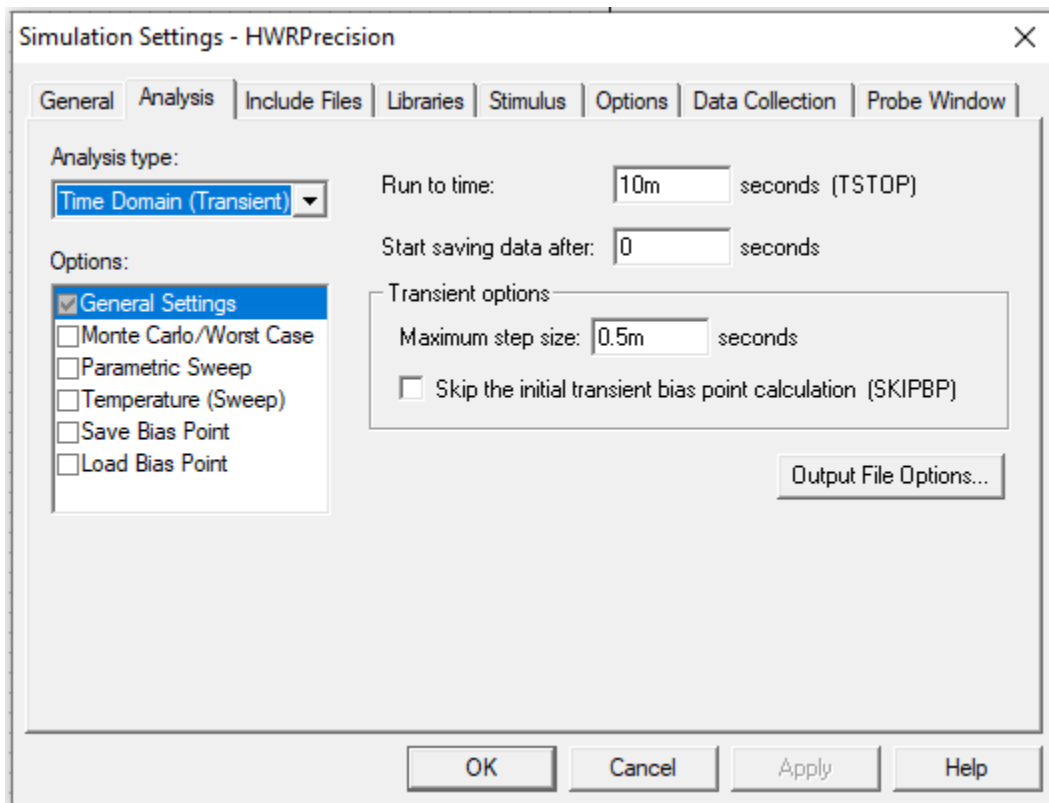 Simulation Settings - HWRPrecision
General Analysis Include Files Libraries Stimulus Options Data Collection Probe Window
Analysis type:
Time Domain (Transient)
Options:
General Settings
Monte Carlo/Worst Case
Parametric Sweep
Temperature (Sweep)
Save Bias Point
Load Bias Point
Run to time: 10m seconds (TSTOP)
Start saving data after: 0 seconds
Transient options
Maximum step size: 0.5m seconds
Skip the initial transient bias point calculation (SKIPBP)
Output File Options...
OK Cancel Apply Help